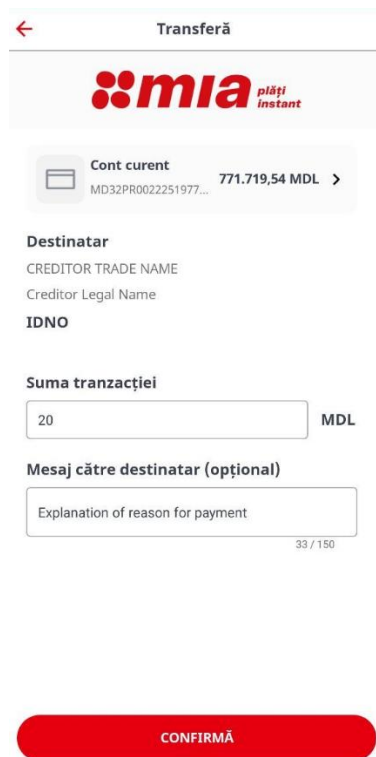 Transferă
mia plăți
instant
Cont curent
MD32PR0022251977...
771.719,54 MDL
Destinatar
CREDITOR TRADE NAME
Creditor Legal Name
IDNO
Suma tranzacției
20 MDL
Mesaj către destinatar (opțional)
Explanation of reason for payment
33 / 150
CONFIRMĂ